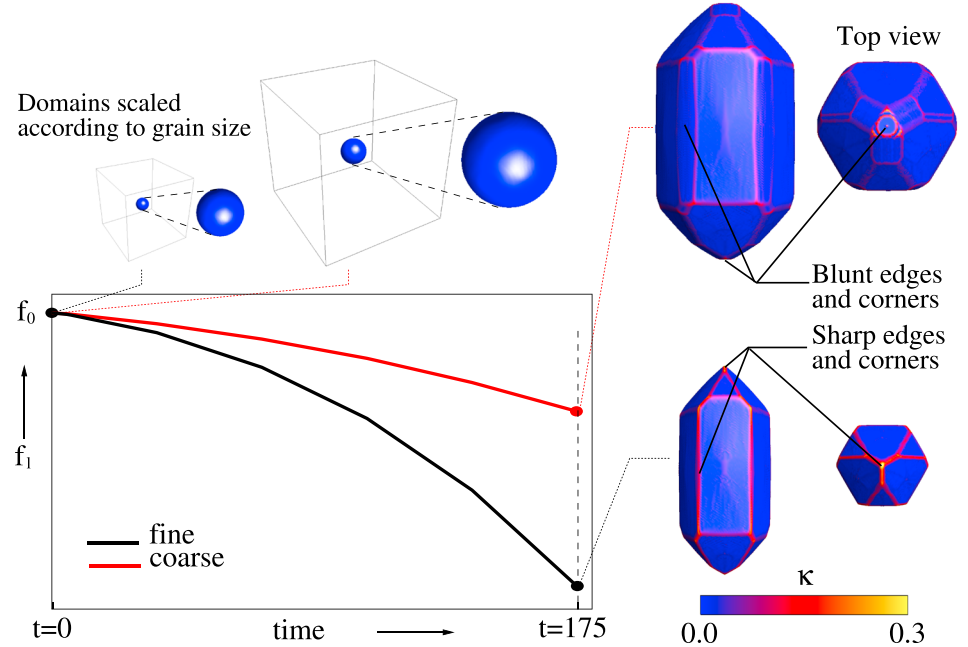 Domains scaled
according to grain size
Top view
Blunt edges
and corners
Sharp edges
and corners
f₀
f₁
fine
coarse
t=0
time
t=175
κ
0.0
0.3